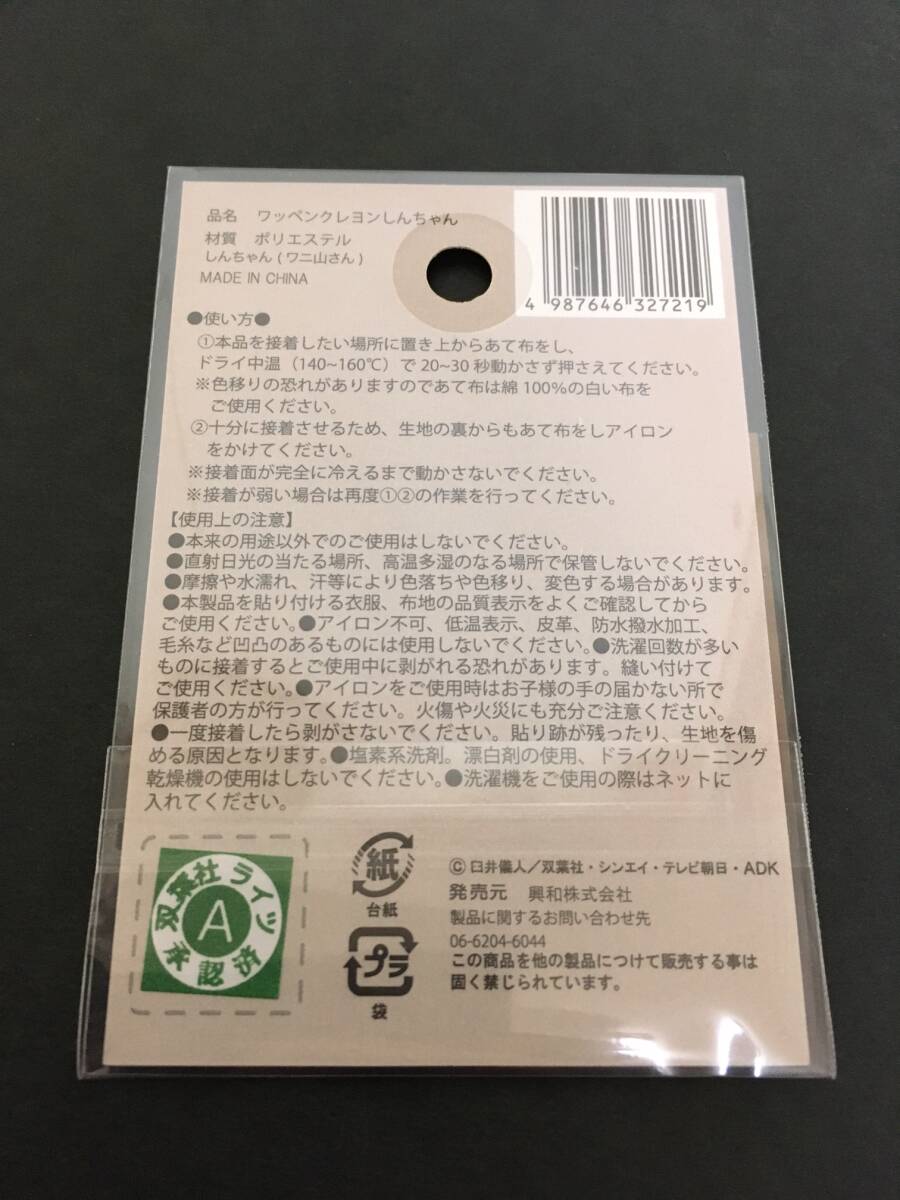 品名　ワッペンクレヨンしんちゃん
材質　ポリエステル
しんちゃん(ワニ山さん)
MADE IN CHINA
4 987646 327219
●使い方●
①本品を接着したい場所に置き上からあて布をし、
ドライ中温（140~160℃）で20~30秒動かさず押さえてください。
※色移りの恐れがありますのであて布は綿100%の白い布を
ご使用ください。
②十分に接着させるため、生地の裏からもあて布をしアイロン
をかけてください。
※接着面が完全に冷えるまで動かさないでください。
※接着が弱い場合は再度①②の作業を行ってください。
【使用上の注意】
●本来の用途以外でのご使用はしないでください。
●直射日光の当たる場所、高温多湿のなる場所で保管しないでください。
●摩擦や水濡れ、汗等により色落ちや色移り、変色する場合があります。
●本製品を貼り付ける衣服、布地の品質表示をよくご確認してから
ご使用ください。●アイロン不可、低温表示、皮革、防水撥水加工、
毛糸など凹凸のあるものには使用しないでください。●洗濯回数が多い
ものに接着するとご使用中に剥がれる恐れがあります。縫い付けて
ご使用ください。●アイロンをご使用時はお子様の手の届かない所で
保護者の方が行ってください。火傷や火災にも充分ご注意ください。
●一度接着したら剥がさないでください。貼り跡が残ったり、生地を傷
める原因となります。●塩素系洗剤。漂白剤の使用、ドライクリーニング
乾燥機の使用はしないでください。●洗濯機をご使用の際はネットに
入れてください。
双葉社ライツ
A
承認済
紙
台紙
プラ
袋
©臼井儀人／双葉社・シンエイ・テレビ朝日・ADK
発売元　興和株式会社
製品に関するお問い合わせ先
06-6204-6044
この商品を他の製品につけて販売する事は
固く禁じられています。